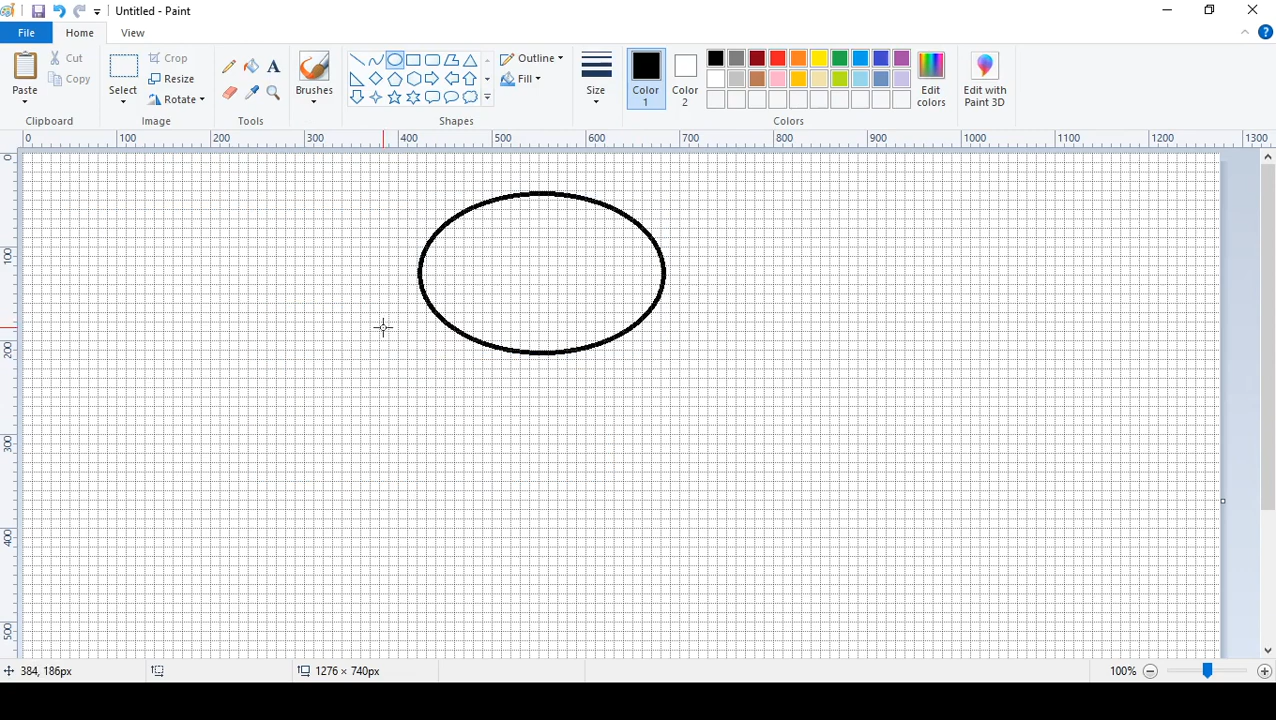 Untitled - Paint
File
Home
View
Paste
Cut
Copy
Clipboard
Select
Crop
Resize
Rotate
Image
A
Tools
Brushes
Outline
Fill
Shapes
Size
Color
1
Color
2
Edit
colors
Colors
Edit with
Paint 3D
?
0 100 200 300 400 500 600 700 800 900 1000 1100 1200 1300
0
100
200
300
400
500
384, 186px
1276 × 740px
100%